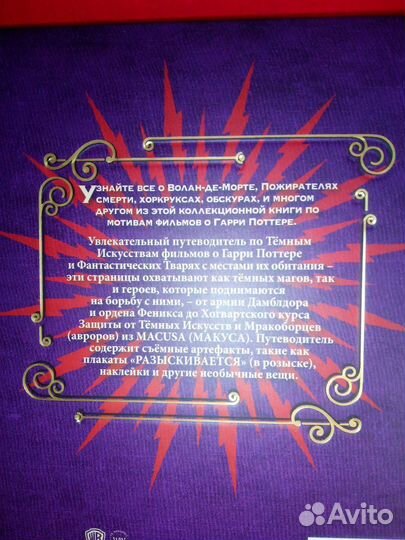 Узнайте все о Волан-де-Морте, Пожирателях
смерти, хоркруксах, обскурах, и многом
другом из этой коллекционной книги по
мотивам фильмов о Гарри Поттере.
Увлекательный путеводитель по Тёмным
Искусствам фильмов о Гарри Поттере
и Фантастических Тварях с местами их обитания –
эти страницы охватывают как тёмных магов, так
и героев, которые поднимаются
на борьбу с ними, – от армии Дамблдора
и ордена Феникса до Хогвартского курса
Защиты от Тёмных Искусств и Мракоборцев
(авроров) из MACUSA (МАКУСА). Путеводитель
содержит съёмные артефакты, такие как
плакаты «РАЗЫСКИВАЕТСЯ» (в розыске),
наклейки и другие необычные вещи.
WB
Avito